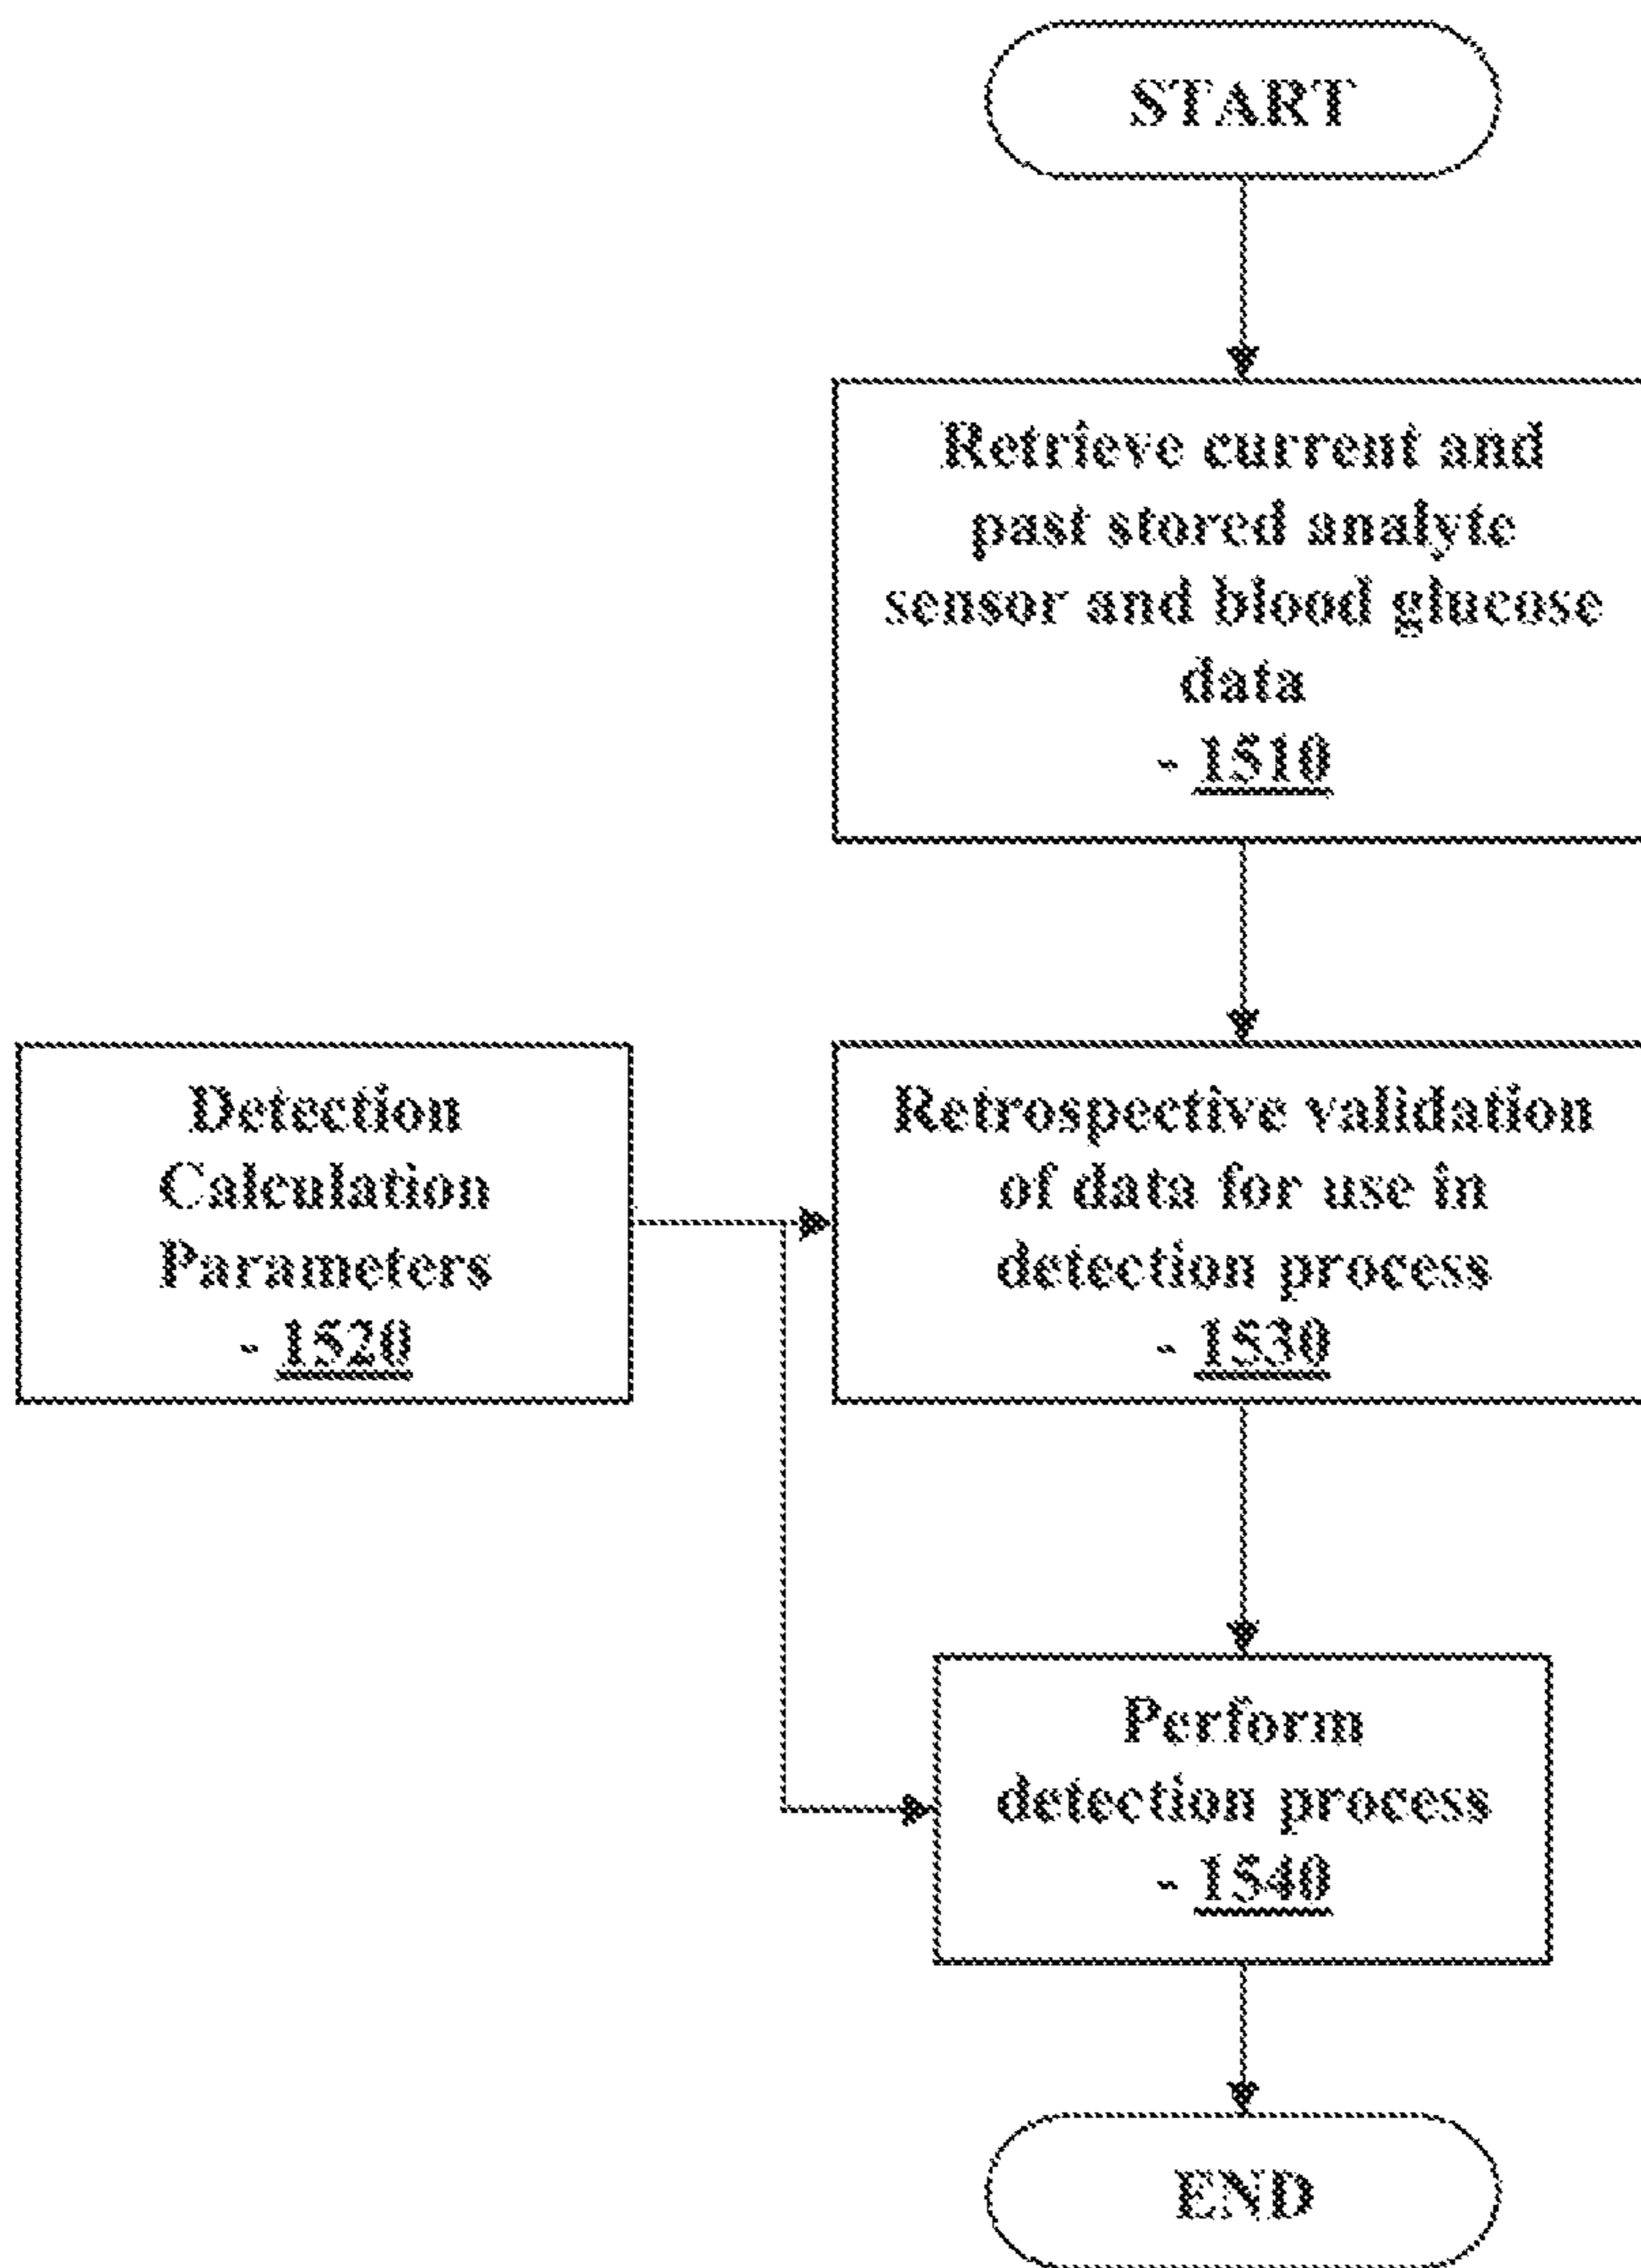 START
Retrieve current and
past stored analyte
sensor and blood glucose
data
- 1510
Detection
Calculation
Parameters
- 1520
Retrospective validation
of data for use in
detection process
- 1530
Perform
detection process
- 1540
END